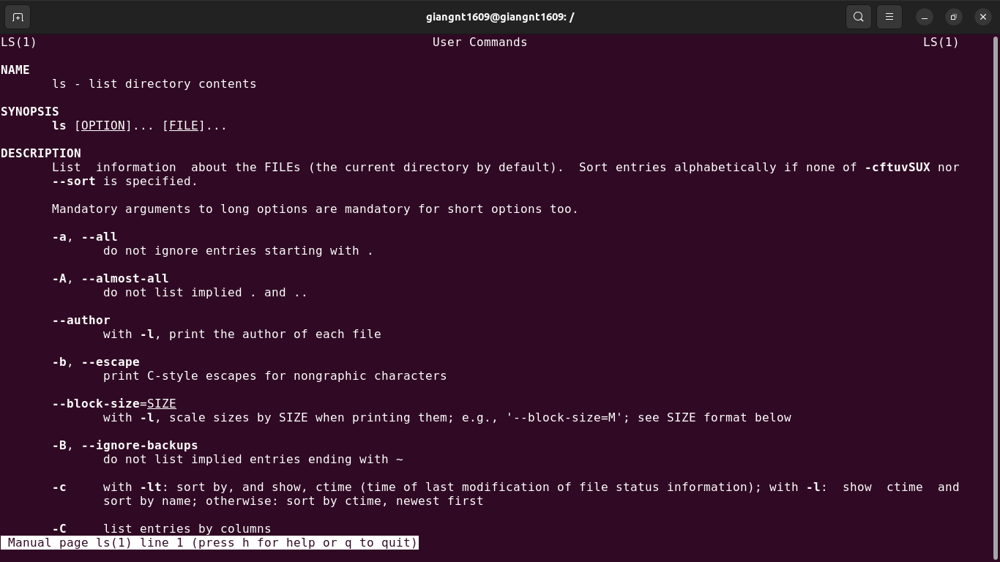 giangnt1609@giangnt1609: /
LS(1) User Commands LS(1)
NAME
ls - list directory contents
SYNOPSIS
ls [OPTION]... [FILE]...
DESCRIPTION
List information about the FILEs (the current directory by default). Sort entries alphabetically if none of -cftuvSUX nor
--sort is specified.
Mandatory arguments to long options are mandatory for short options too.
-a, --all
do not ignore entries starting with .
-A, --almost-all
do not list implied . and ..
--author
with -l, print the author of each file
-b, --escape
print C-style escapes for nongraphic characters
--block-size=SIZE
with -l, scale sizes by SIZE when printing them; e.g., '--block-size=M'; see SIZE format below
-B, --ignore-backups
do not list implied entries ending with ~
-c with -lt: sort by, and show, ctime (time of last modification of file status information); with -l: show ctime and
sort by name; otherwise: sort by ctime, newest first
-C list entries by columns
Manual page ls(1) line 1 (press h for help or q to quit)